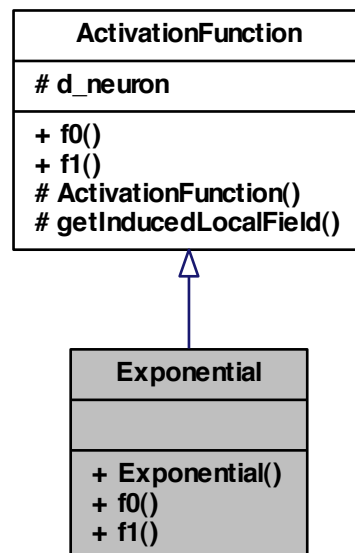 ActivationFunction
# d_neuron
+ f0()
+ f1()
# ActivationFunction()
# getInducedLocalField()
Exponential
+ Exponential()
+ f0()
+ f1()